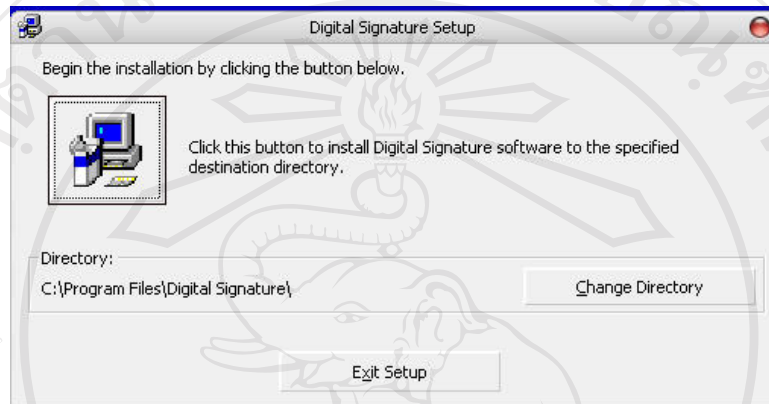 Digital Signature Setup
Begin the installation by clicking the button below.
Click this button to install Digital Signature software to the specified
destination directory.
Directory:
C:\Program Files\Digital Signature\
Change Directory
Exit Setup